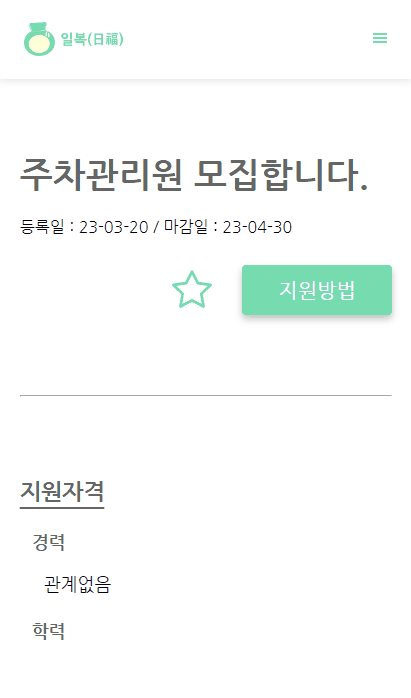 일복(日福)
주차관리원 모집합니다.
등록일 : 23-03-20 / 마감일 : 23-04-30
지원방법
지원자격
경력
관계없음
학력